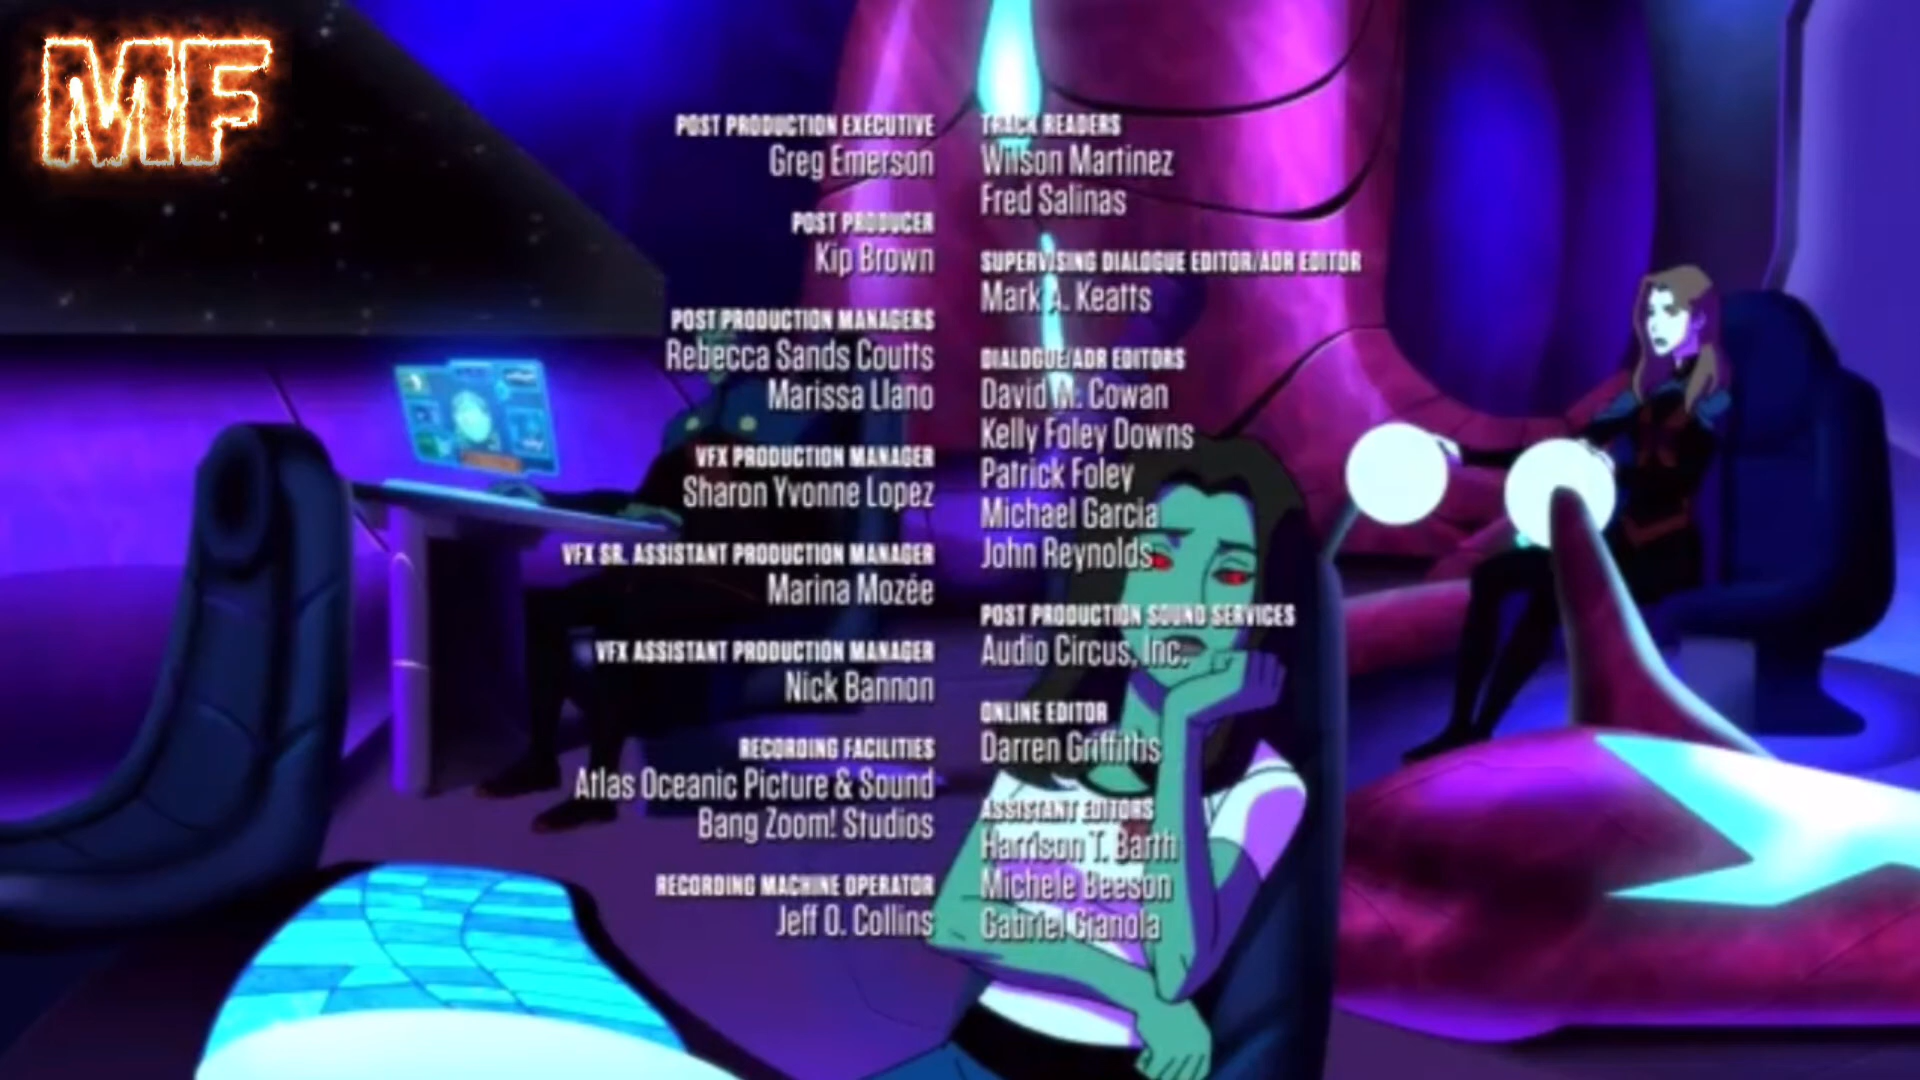 MF
POST PRODUCTION EXECUTIVE
Greg Emerson
POST PRODUCER
Kip Brown
POST PRODUCTION MANAGERS
Rebecca Sands Coutts
Marissa Llano
VFX PRODUCTION MANAGER
Sharon Yvonne Lopez
VFX SR. ASSISTANT PRODUCTION MANAGER
Marina Mozée
VFX ASSISTANT PRODUCTION MANAGER
Nick Bannon
RECORDING FACILITIES
Atlas Oceanic Picture & Sound
Bang Zoom! Studios
RECORDING MACHINE OPERATOR
Jeff O. Collins
TRACK READERS
Wilson Martinez
Fred Salinas
SUPERVISING DIALOGUE EDITOR/ADR EDITOR
Mark A. Keatts
DIALOGUE/ADR EDITORS
David M. Cowan
Kelly Foley Downs
Patrick Foley
Michael Garcia
John Reynolds
POST PRODUCTION SOUND SERVICES
Audio Circus, Inc.
ONLINE EDITOR
Darren Griffiths
ASSISTANT EDITORS
Harrison T. Barth
Michele Beeson
Gabriel Gianola